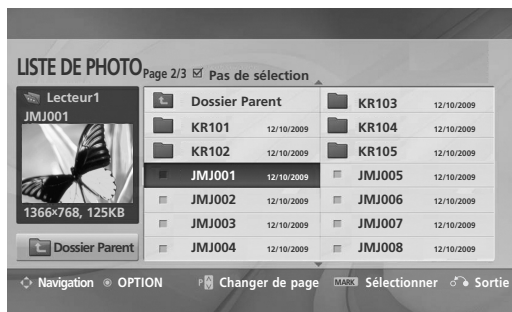 LISTE DE PHOTO Page 2/3 Pas de sélection
Lecteur1
JMJ001
1366×768, 125KB
Dossier Parent
Dossier Parent
KR101 12/10/2009
KR102 12/10/2009
JMJ001 12/10/2009
JMJ002 12/10/2009
JMJ003 12/10/2009
JMJ004 12/10/2009
KR103 12/10/2009
KR104 12/10/2009
KR105 12/10/2009
JMJ005 12/10/2009
JMJ006 12/10/2009
JMJ007 12/10/2009
JMJ008 12/10/2009
Navigation OPTION P Changer de page MARK Sélectionner Sortie